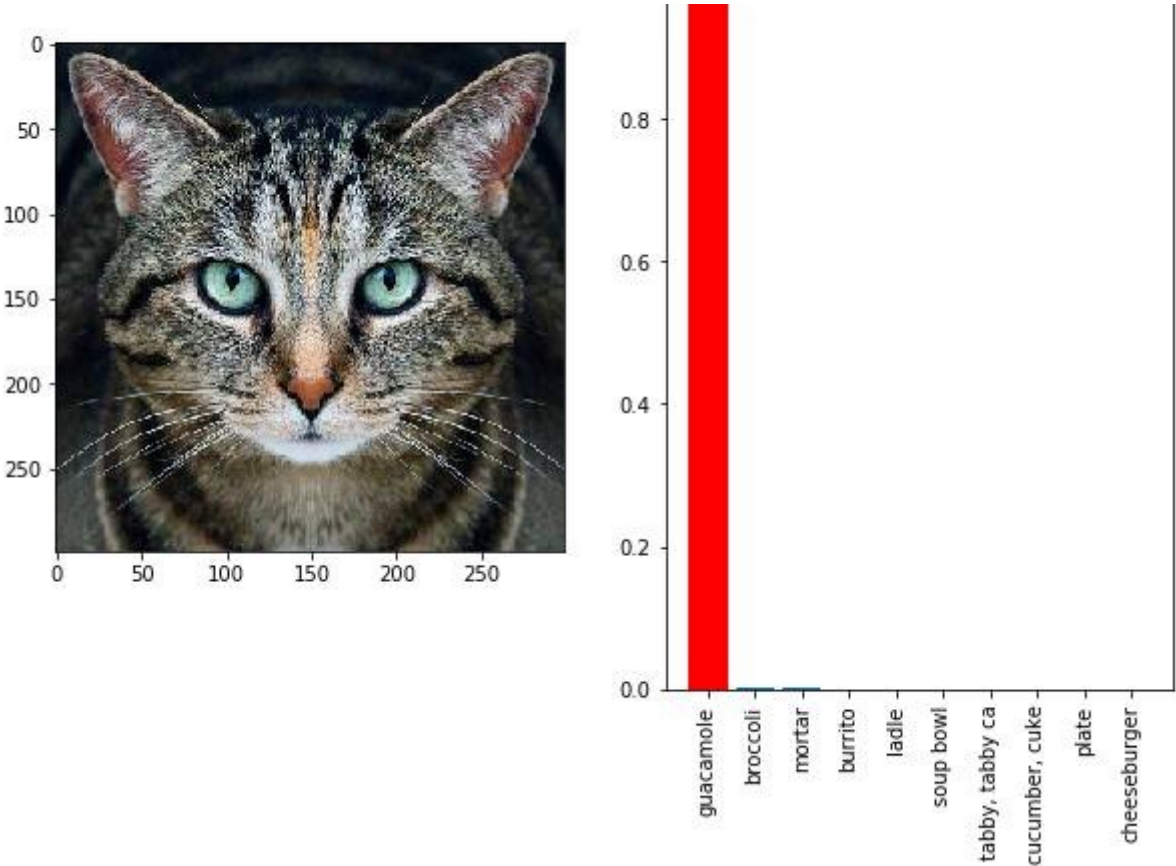 0
50
100
150
200
250
0 50 100 150 200 250
0.8
0.6
0.4
0.2
0.0
guacamole
broccoli
mortar
burrito
ladle
soup bowl
tabby, tabby ca
cucumber, cuke
plate
cheeseburger